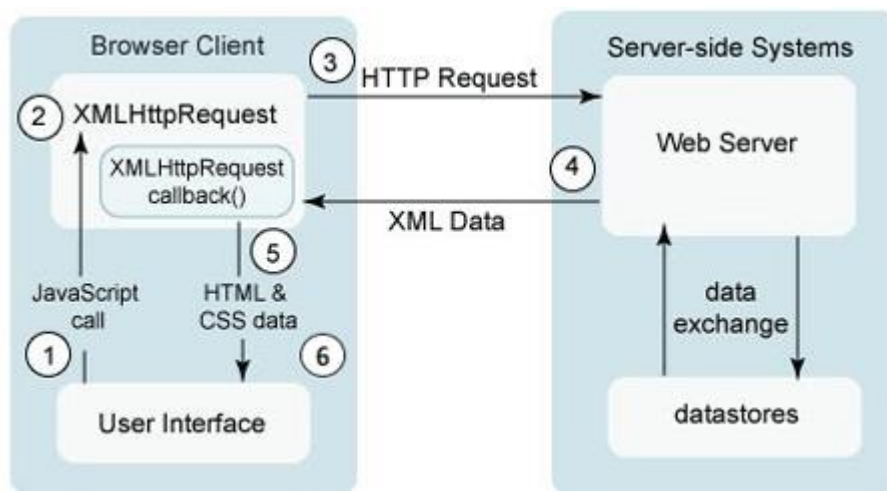 Browser Client
2
XMLHttpRequest
XMLHttpRequest
callback()
3
HTTP Request
4
XML Data
5
JavaScript
call
HTML &
CSS data
1
6
User Interface
Server-side Systems
Web Server
data
exchange
datastores